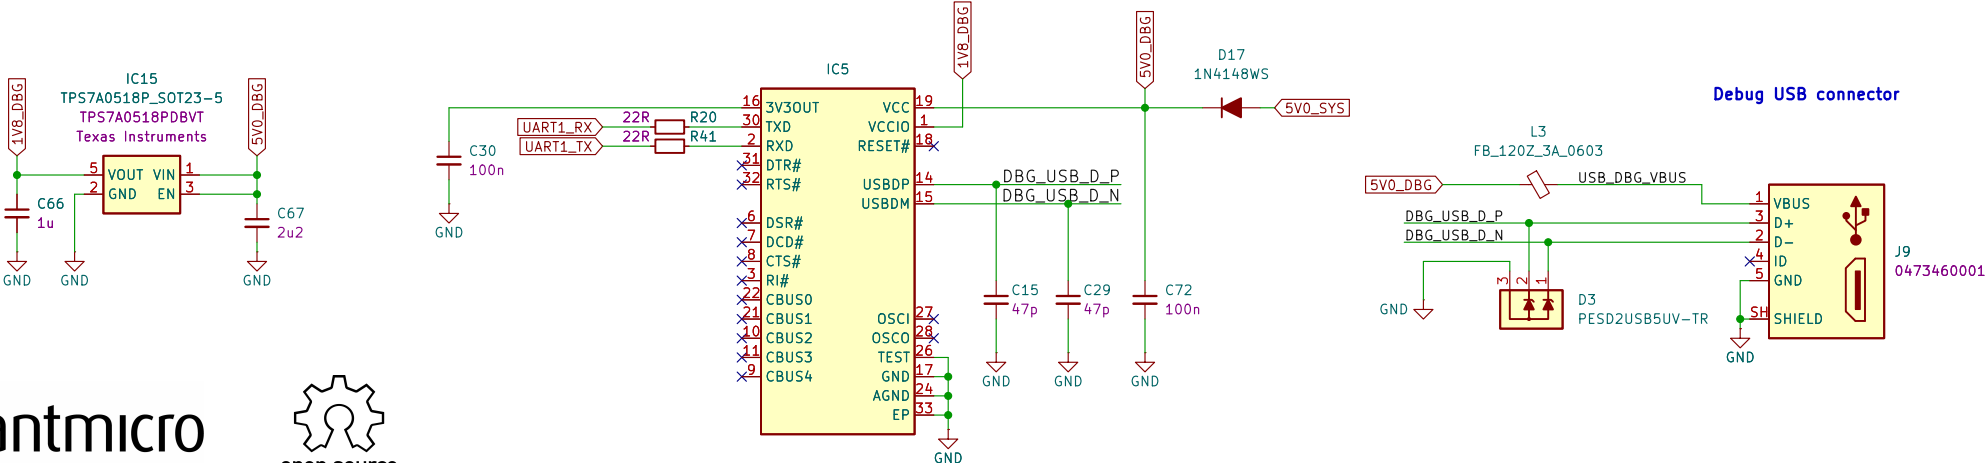 1V8_DBG
IC15
TPS7A0518P_SOT23-5
TPS7A0518PDBVT
Texas Instruments
5V0_DBG
5 VOUT VIN 1
2 GND EN 3
C66
1u
C67
2u2
GND
GND
GND
antmicro
C30
100n
GND
UART1_RX
22R
R20
UART1_TX
22R
R41
IC5
16 3V3OUT
30 TXD
2 RXD
31 DTR#
32 RTS#
6 DSR#
7 DCD#
8 CTS#
3 RI#
22 CBUS0
21 CBUS1
10 CBUS2
11 CBUS3
9 CBUS4
VCC 19
VCCIO 1
RESET# 18
USBDP 14
USBDM 15
OSCI 27
OSCO 28
TEST 26
GND 17
AGND 24
EP 33
GND
1V8_DBG
5V0_DBG
D17
1N4148WS
5V0_SYS
DBG_USB_D_P
DBG_USB_D_N
C15
47p
GND
C29
47p
GND
C72
100n
GND
Debug USB connector
L3
FB_120Z_3A_0603
5V0_DBG
USB_DBG_VBUS
DBG_USB_D_P
DBG_USB_D_N
GND
3
2
1
D3
PESD2USB5UV-TR
1 VBUS
3 D+
2 D-
4 ID
5 GND
SH SHIELD
GND
J9
0473460001